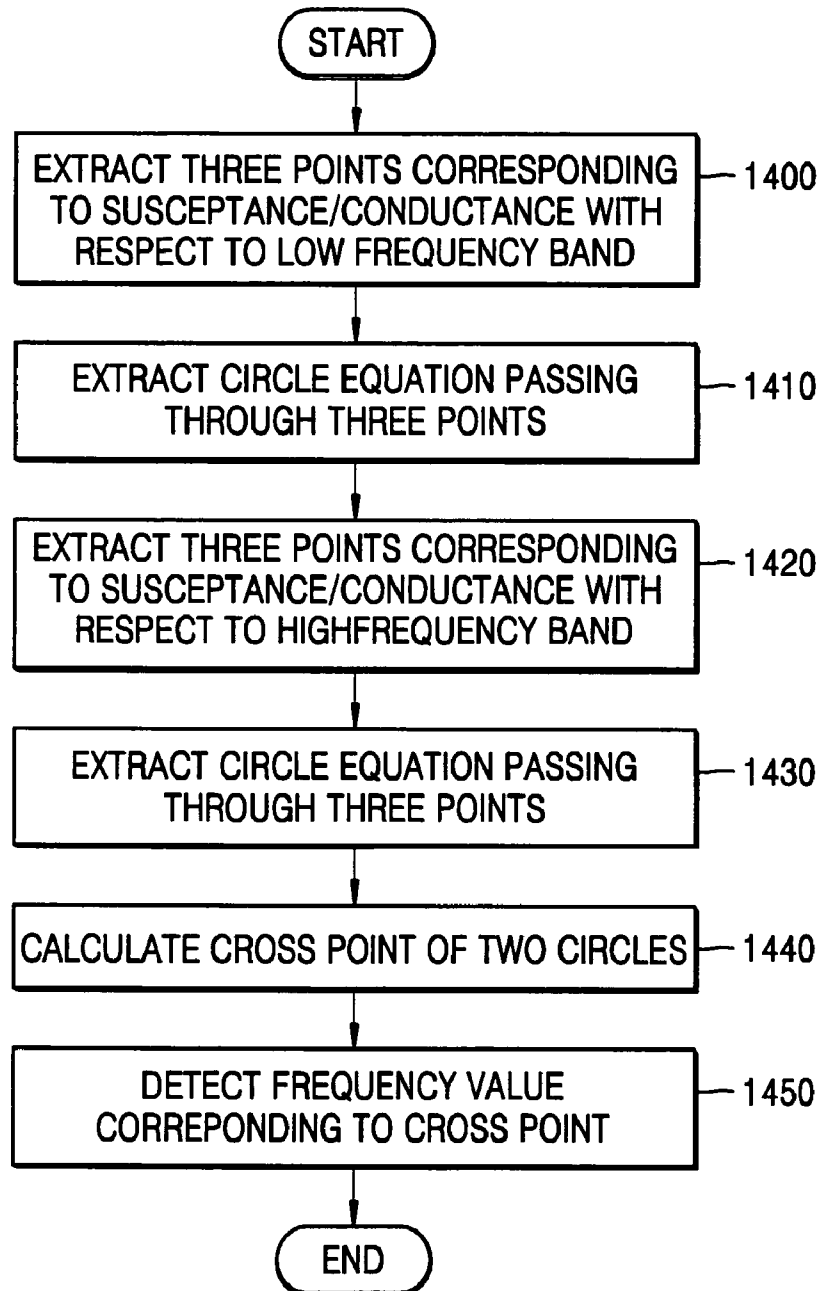 START
EXTRACT THREE POINTS CORRESPONDING
TO SUSCEPTANCE/CONDUCTANCE WITH
RESPECT TO LOW FREQUENCY BAND
1400
EXTRACT CIRCLE EQUATION PASSING
THROUGH THREE POINTS
1410
EXTRACT THREE POINTS CORRESPONDING
TO SUSCEPTANCE/CONDUCTANCE WITH
RESPECT TO HIGHFREQUENCY BAND
1420
EXTRACT CIRCLE EQUATION PASSING
THROUGH THREE POINTS
1430
CALCULATE CROSS POINT OF TWO CIRCLES
1440
DETECT FREQUENCY VALUE
CORREPONDING TO CROSS POINT
1450
END